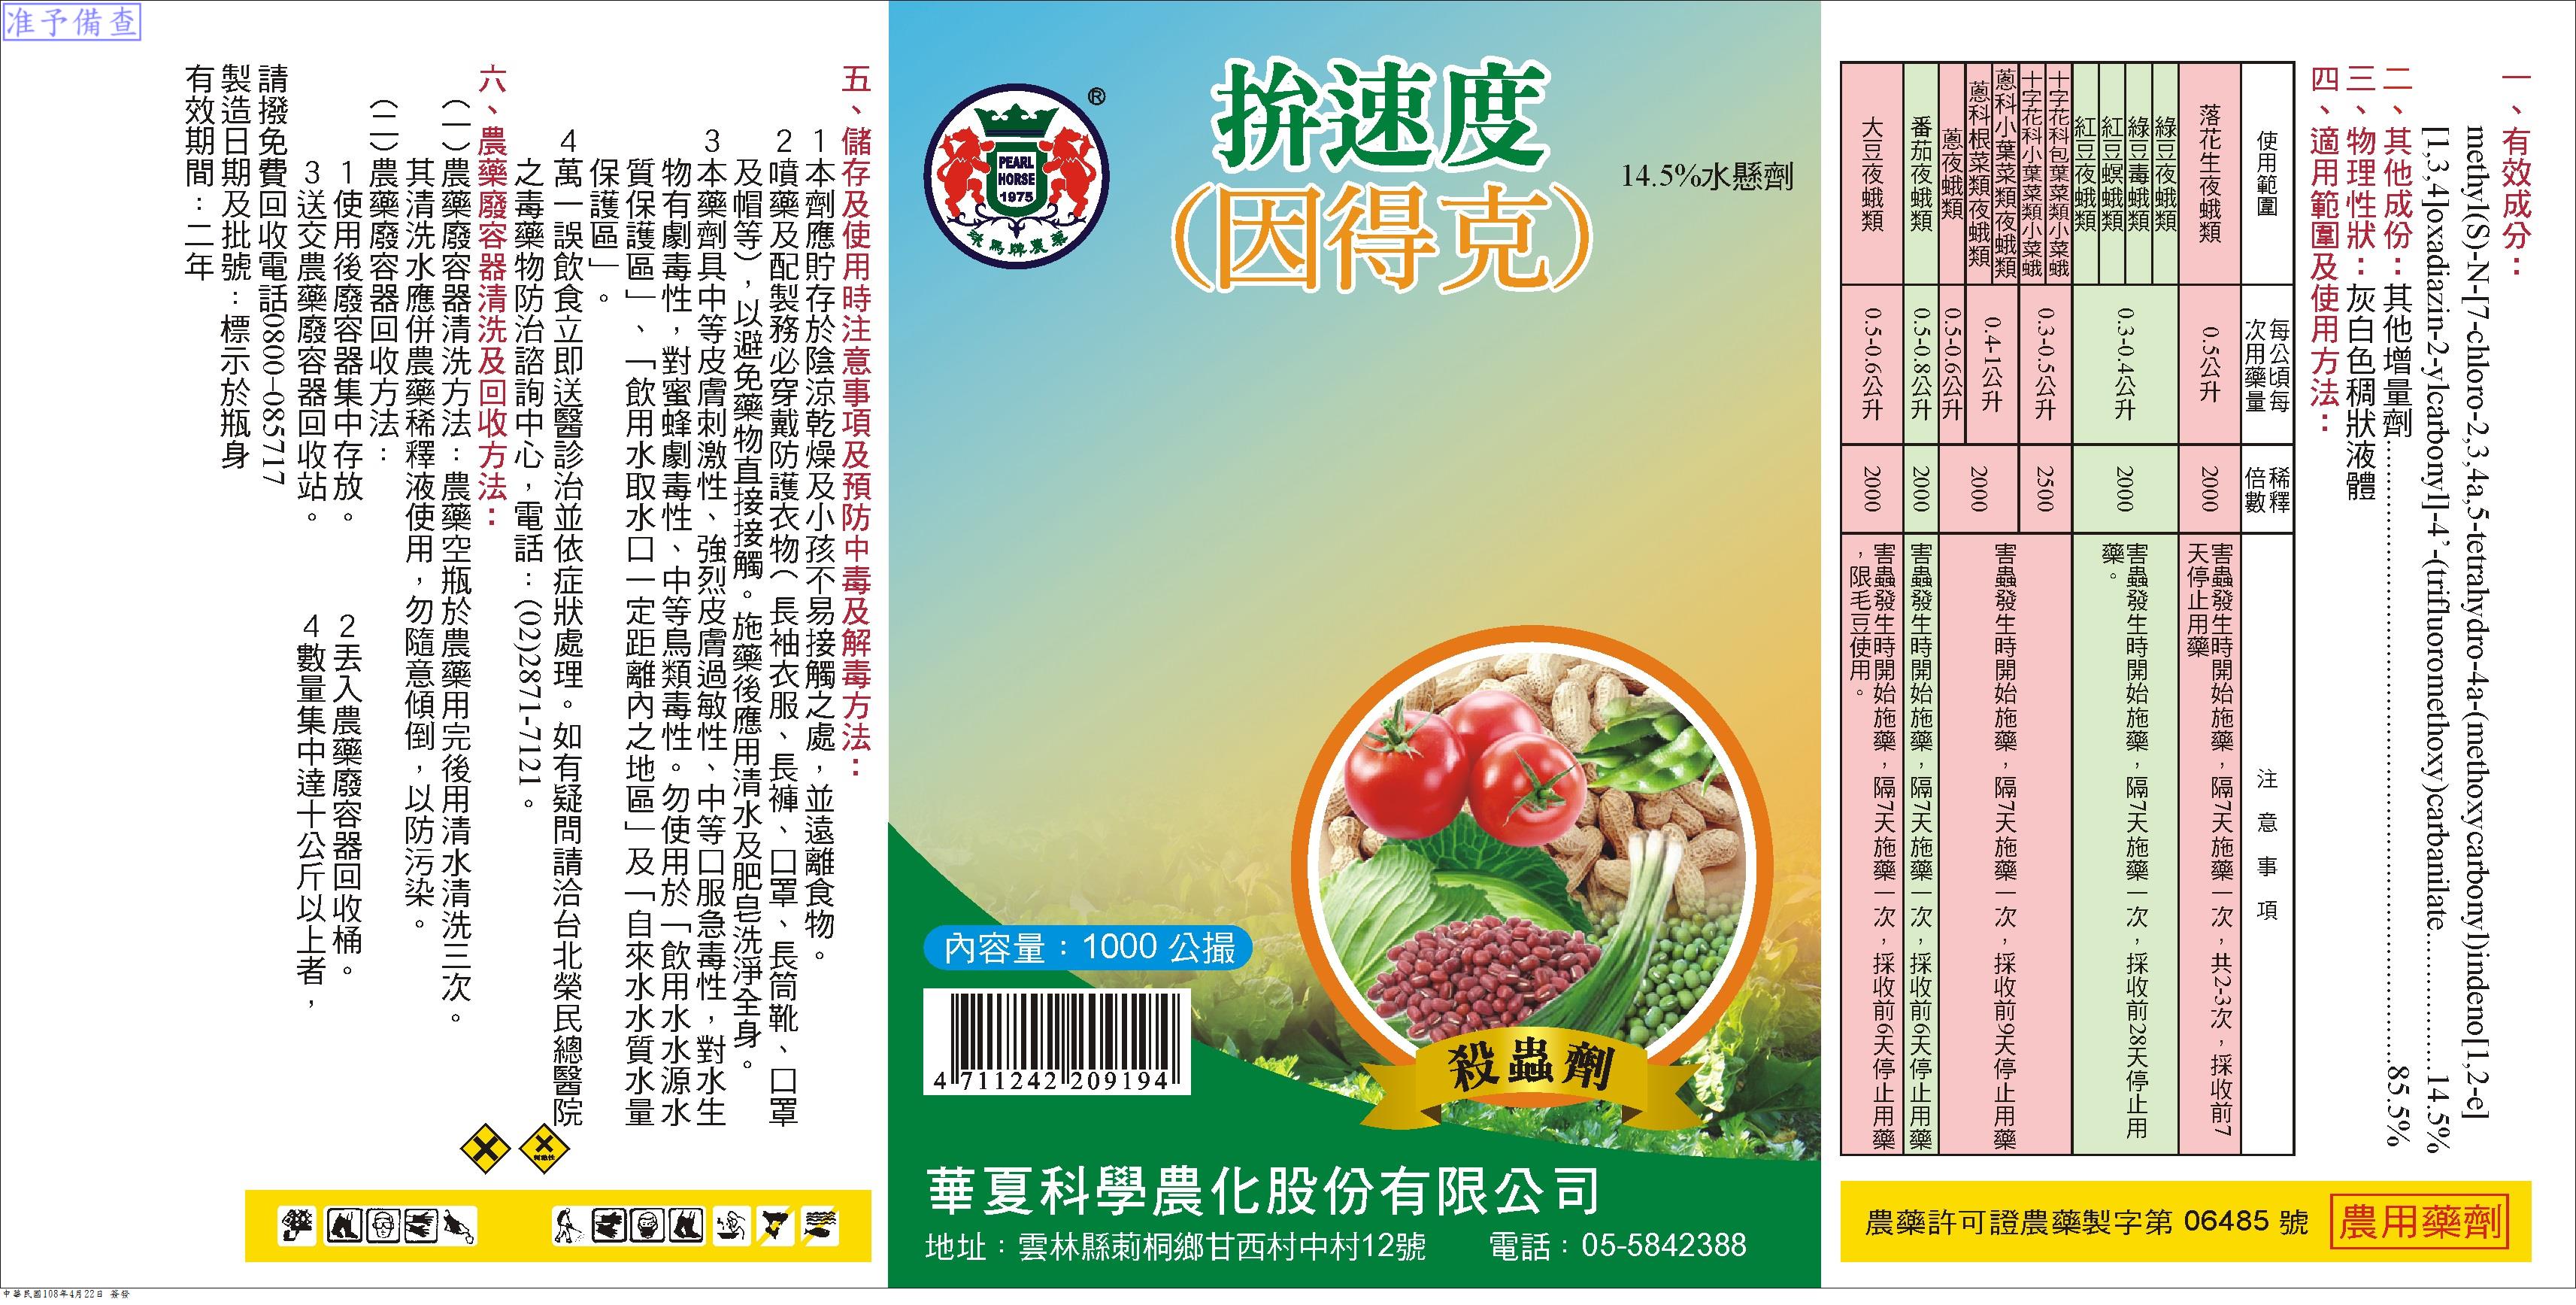 准予備查
一、有效成分：
methyl(S)-N-[7-chloro-2,3,4a,5-tetrahydro-4a-(methoxycarbonyl)indeno[1,2-e]
[1,3,4]oxadiazin-2-ylcarbonyl]-4’-(trifluoromethoxy)carbanilate................14.5%
二、其他成份：其他增量劑................85.5%
三、物理性狀：灰白色稠狀液體
四、適用範圍及使用方法：
使用範圍 每公頃每次用藥量 稀釋倍數 注意事項
落花生夜蛾類 0.5公升 2000 害蟲發生時開始施藥，隔7天施藥一次，共2-3次，採收前7天停止用藥
綠豆夜蛾類
綠豆毒蛾類
紅豆螟蛾類
紅豆夜蛾類
0.3-0.4公升 2000 害蟲發生時開始施藥，隔7天施藥一次，採收前28天停止用藥。
十字花科包葉菜類小菜蛾
十字花科小葉菜類小菜蛾
0.3-0.5公升 2500
蔥科小葉菜類夜蛾類
蔥科根菜類夜蛾類
0.4-1公升 2000
蔥夜蛾類 0.5-0.6公升
害蟲發生時開始施藥，隔7天施藥一次，採收前9天停止用藥
番茄夜蛾類 0.5-0.8公升 2000 害蟲發生時開始施藥，隔7天施藥一次，採收前6天停止用藥
大豆夜蛾類 0.5-0.6公升 2000 害蟲發生時開始施藥，隔7天施藥一次，採收前6天停止用藥，限毛豆使用。
農藥許可證農藥製字第 06485 號
農用藥劑
®
PEARL
HORSE
1975
珠馬牌農藥
拚速度
(因得克)
14.5%水懸劑
內容量：1000 公撮
4 711242 209194
殺蟲劑
華夏科學農化股份有限公司
地址：雲林縣莿桐鄉甘西村中村12號 電話：05-5842388
五、儲存及使用時注意事項及預防中毒及解毒方法：
1本劑應貯存於陰涼乾燥及小孩不易接觸之處，並遠離食物。
2噴藥及配製務必穿戴防護衣物（長袖衣服、長褲、口罩、長筒靴、口罩
及帽等），以避免藥物直接接觸。施藥後應用清水及肥皂洗淨全身。
3本藥劑具中等皮膚刺激性、強烈皮膚過敏性、中等口服急毒性，對水生
物有劇毒性，對蜜蜂劇毒性、中等鳥類毒性。勿使用於「飲用水水源水
質保護區」、「飲用水取水口一定距離內之地區」及「自來水水質水量
保護區」。
4萬一誤飲食立即送醫診治並依症狀處理。如有疑問請洽台北榮民總醫院
之毒藥物防治諮詢中心，電話：(02)2871-7121。
六、農藥廢容器清洗及回收方法：
（一）農藥廢容器清洗方法：農藥空瓶於農藥用完後用清水清洗三次。
其清洗水應併農藥稀釋液使用，勿隨意傾倒，以防污染。
（二）農藥廢容器回收方法：
1使用後廢容器集中存放。 2丟入農藥廢容器回收桶。
3送交農藥廢容器回收站。 4數量集中達十公斤以上者，
請撥免費回收電話0800-085717
製造日期及批號：標示於瓶身
有效期間：二年
中華民國108年4月22日 簽發